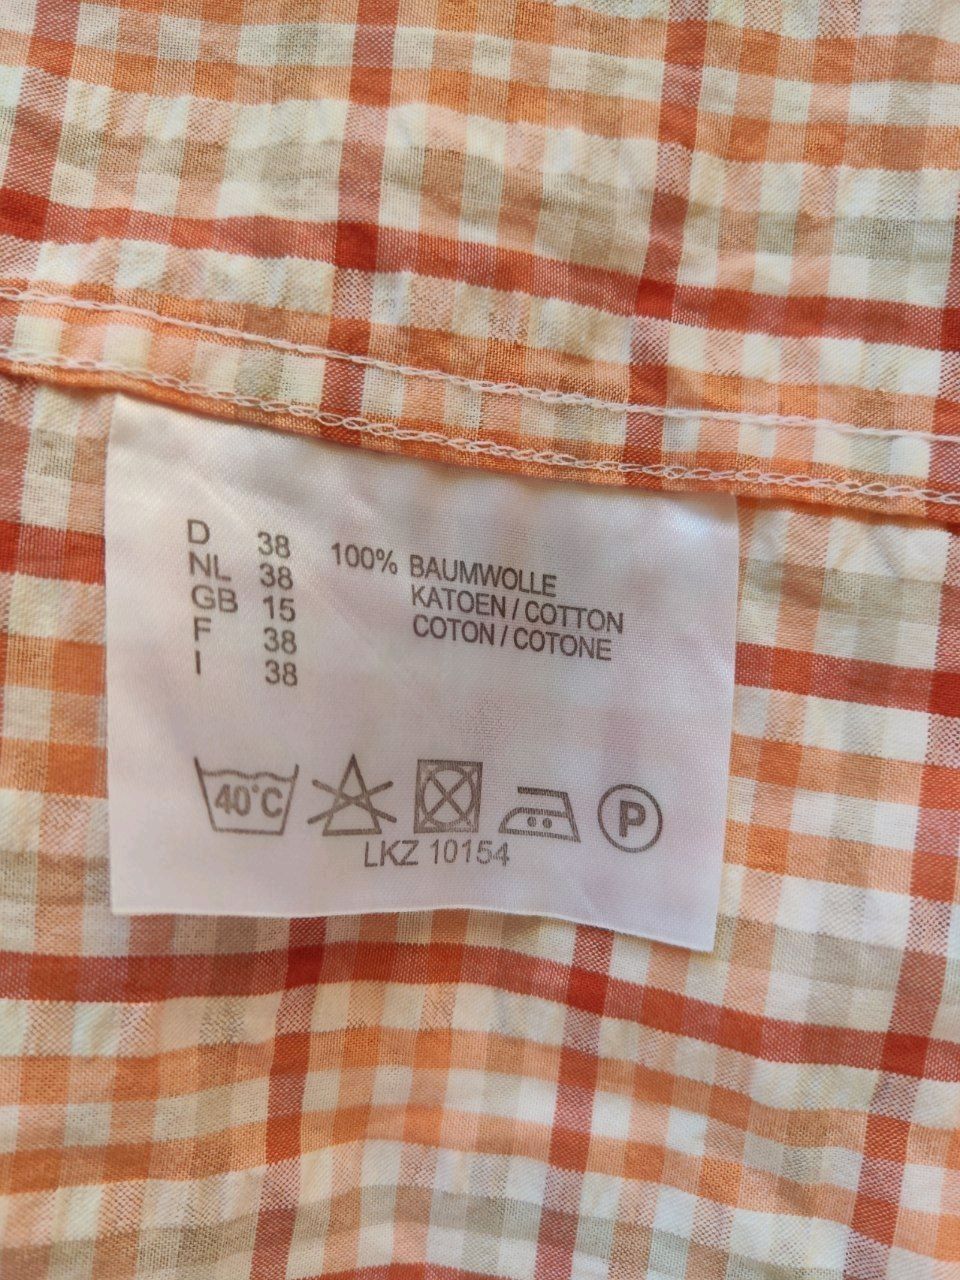 D 38
NL 38
GB 15
F 38
I 38
100% BAUMWOLLE
KATOEN / COTTON
COTON / COTONE
40°C
P
LKZ 10154